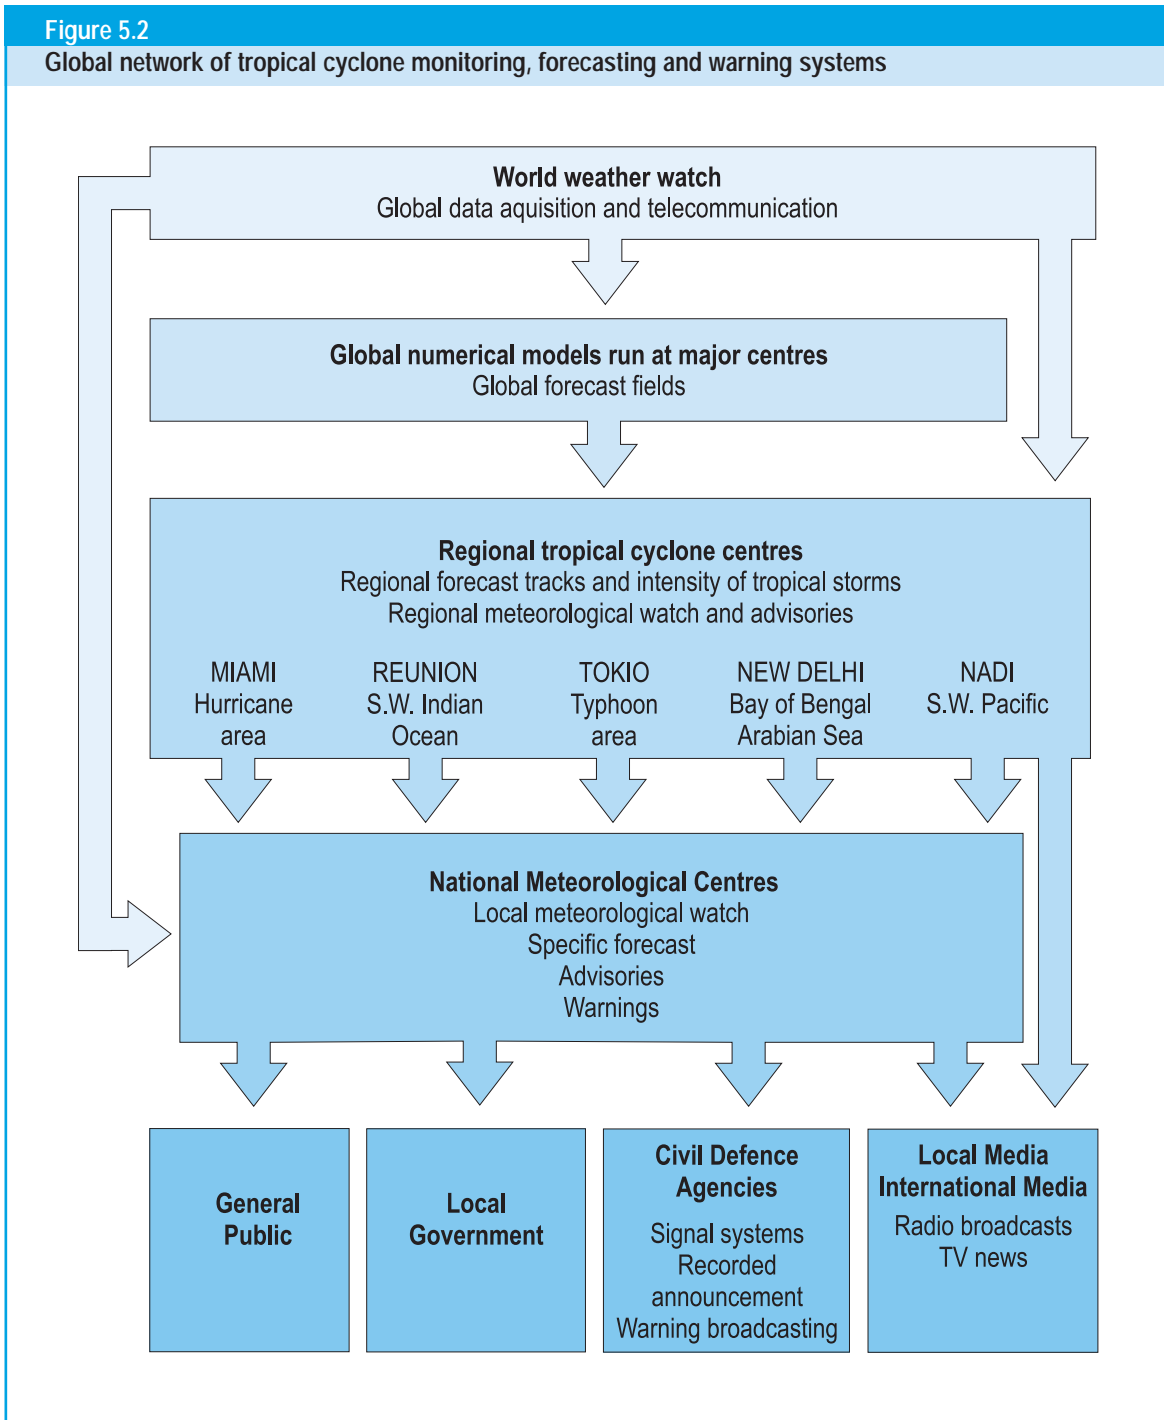 Figure 5.2
Global network of tropical cyclone monitoring, forecasting and warning systems
World weather watch
Global data aquisition and telecommunication
Global numerical models run at major centres
Global forecast fields
Regional tropical cyclone centres
Regional forecast tracks and intensity of tropical storms
Regional meteorological watch and advisories
MIAMI
Hurricane
area
REUNION
S.W. Indian
Ocean
TOKIO
Typhoon
area
NEW DELHI
Bay of Bengal
Arabian Sea
NADI
S.W. Pacific
National Meteorological Centres
Local meteorological watch
Specific forecast
Advisories
Warnings
General
Public
Local
Government
Civil Defence
Agencies
Signal systems
Recorded
announcement
Warning broadcasting
Local Media
International Media
Radio broadcasts
TV news